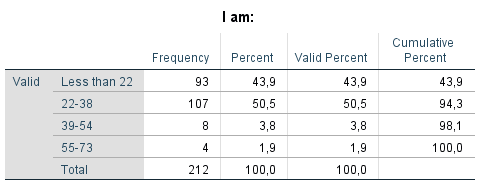 I am:
Frequency Percent Valid Percent Cumulative Percent
Valid Less than 22 93 43,9 43,9 43,9
22-38 107 50,5 50,5 94,3
39-54 8 3,8 3,8 98,1
55-73 4 1,9 1,9 100,0
Total 212 100,0 100,0